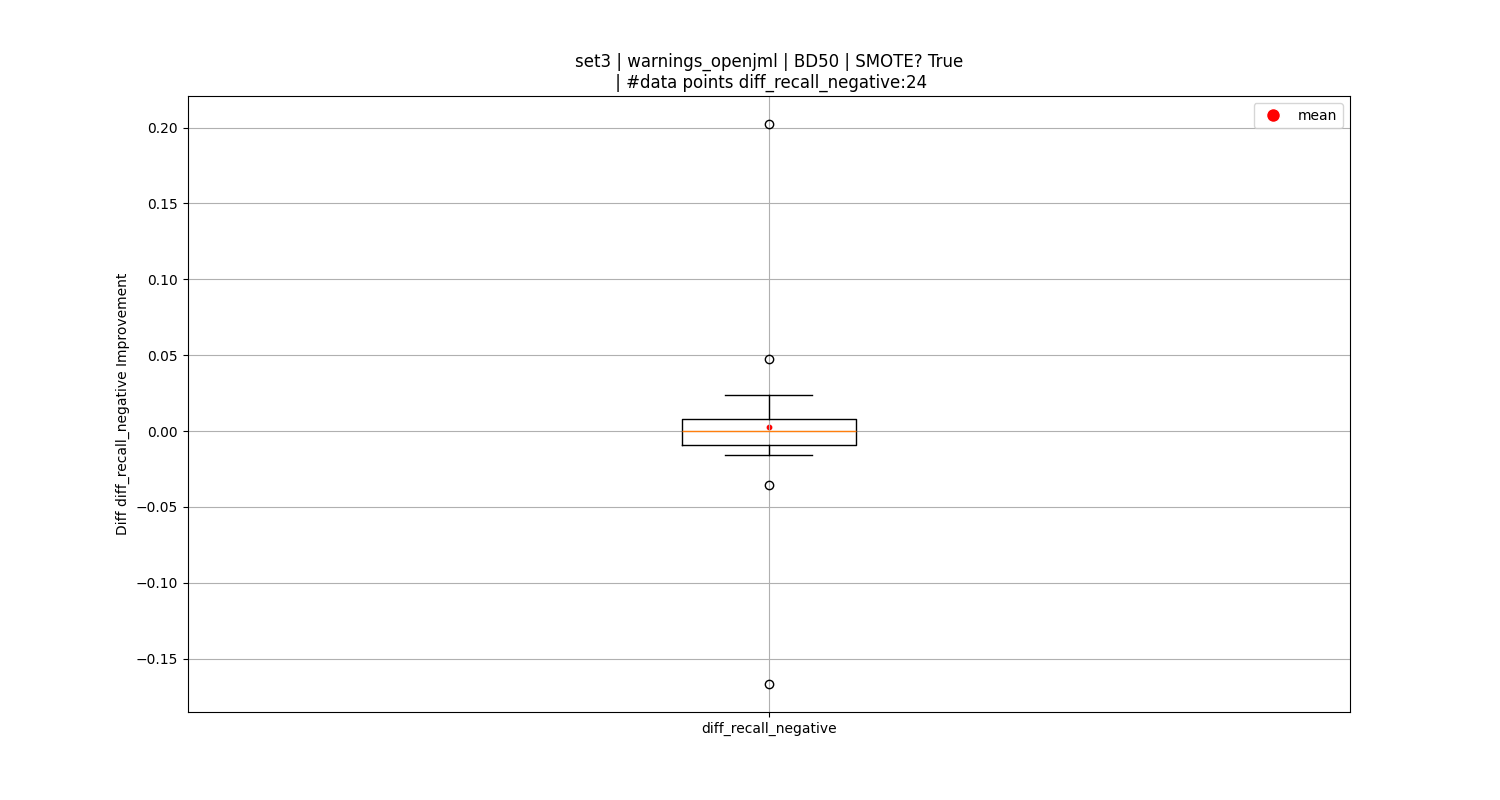 set3 | warnings_openjml | BD50 | SMOTE? True
| #data points diff_recall_negative:24
mean
0.20
0.15
0.10
0.05
0.00
−0.05
−0.10
−0.15
Diff diff_recall_negative Improvement
diff_recall_negative